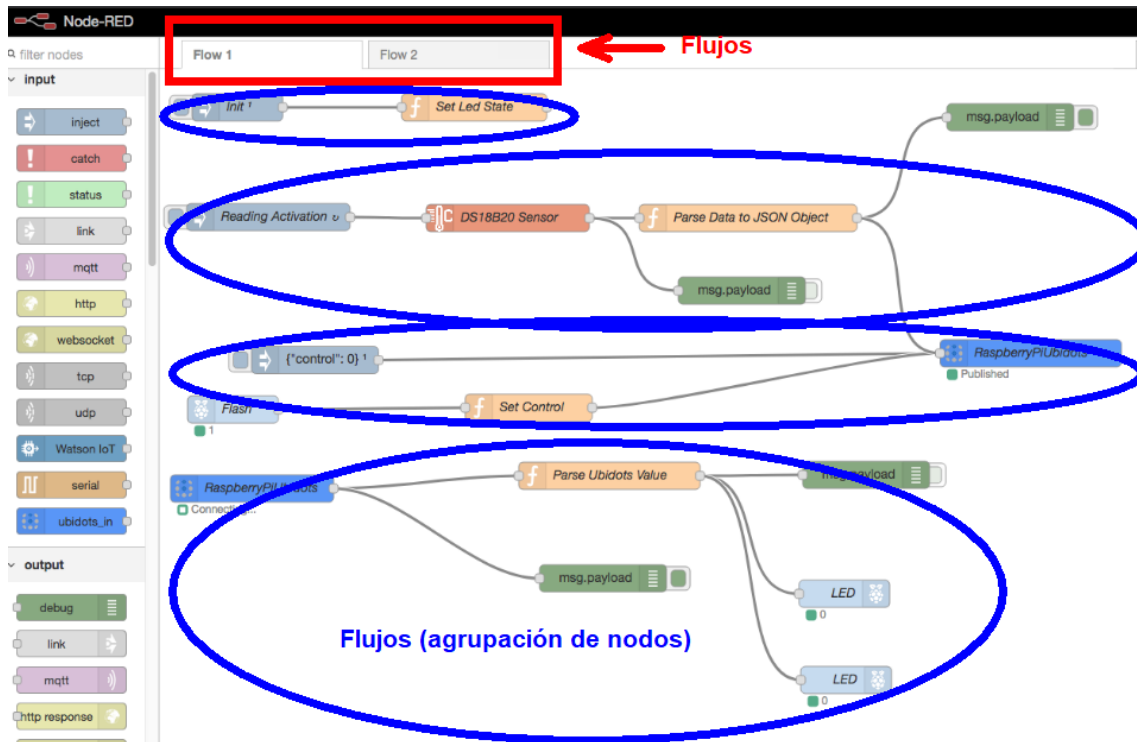 Node-RED
filter nodes
Flow 1
Flow 2
Flujos
input
inject
catch
status
link
mqtt
http
websocket
tcp
udp
Watson IoT
serial
ubidots_in
output
debug
link
mqtt
http response
Init ¹
Set Led State
msg.payload
Reading Activation ↻
DS18B20 Sensor
Parse Data to JSON Object
msg.payload
{"control": 0} ¹
RaspberryPiUbidots
Published
Flash
1
Set Control
RaspberryPiUbidots
Connecting...
Parse Ubidots Value
msg.payload
msg.payload
LED
0
Flujos (agrupación de nodos)
LED
0